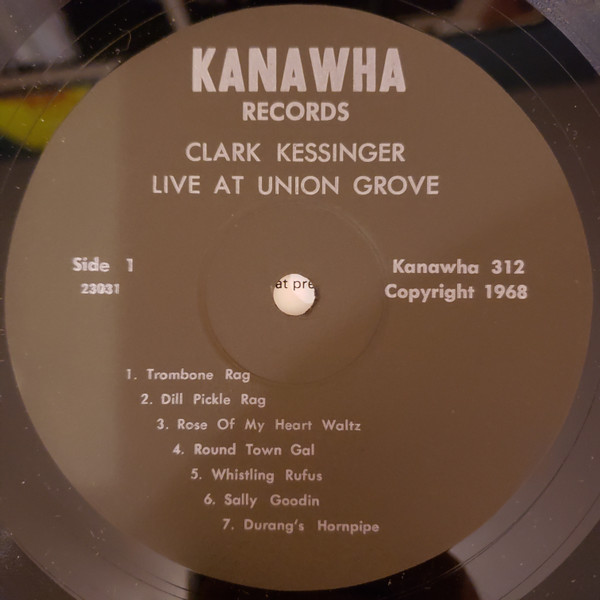 KANAWHA
RECORDS
CLARK KESSINGER
LIVE AT UNION GROVE
Side 1
23031
Kanawha 312
Copyright 1968
at pre
1. Trombone Rag
2. Dill Pickle Rag
3. Rose Of My Heart Waltz
4. Round Town Gal
5. Whistling Rufus
6. Sally Goodin
7. Durang's Hornpipe